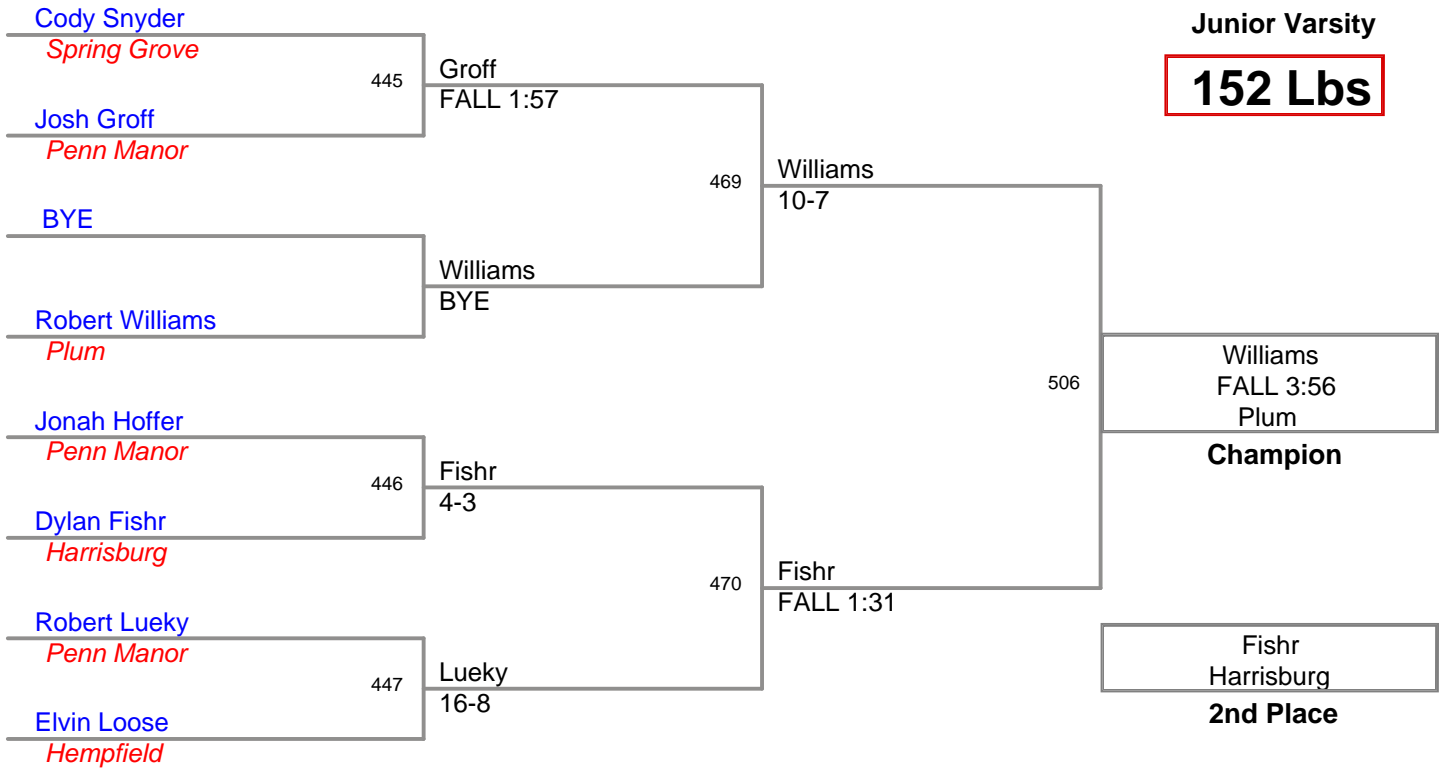 Cody Snyder
Spring Grove
445
Josh Groff
Penn Manor
BYE
Robert Williams
Plum
Jonah Hoffer
Penn Manor
446
Dylan Fishr
Harrisburg
Robert Lueky
Penn Manor
447
Elvin Loose
Hempfield
Groff
FALL 1:57
469
Williams
BYE
Fishr
4-3
470
Lueky
16-8
Williams
10-7
506
Fishr
FALL 1:31
Junior Varsity
152 Lbs
Williams
FALL 3:56
Plum
Champion
Fishr
Harrisburg
2nd Place